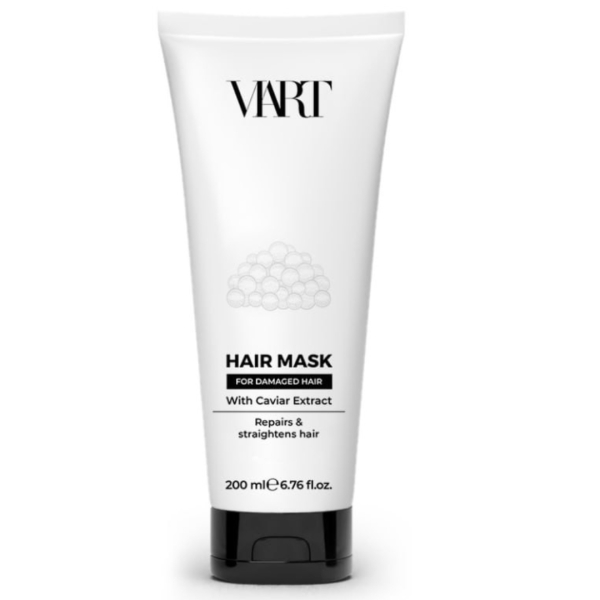 VIART
HAIR MASK
FOR DAMAGED HAIR
With Caviar Extract
Repairs &
straightens hair
200 ml℮6.76 fl.oz.